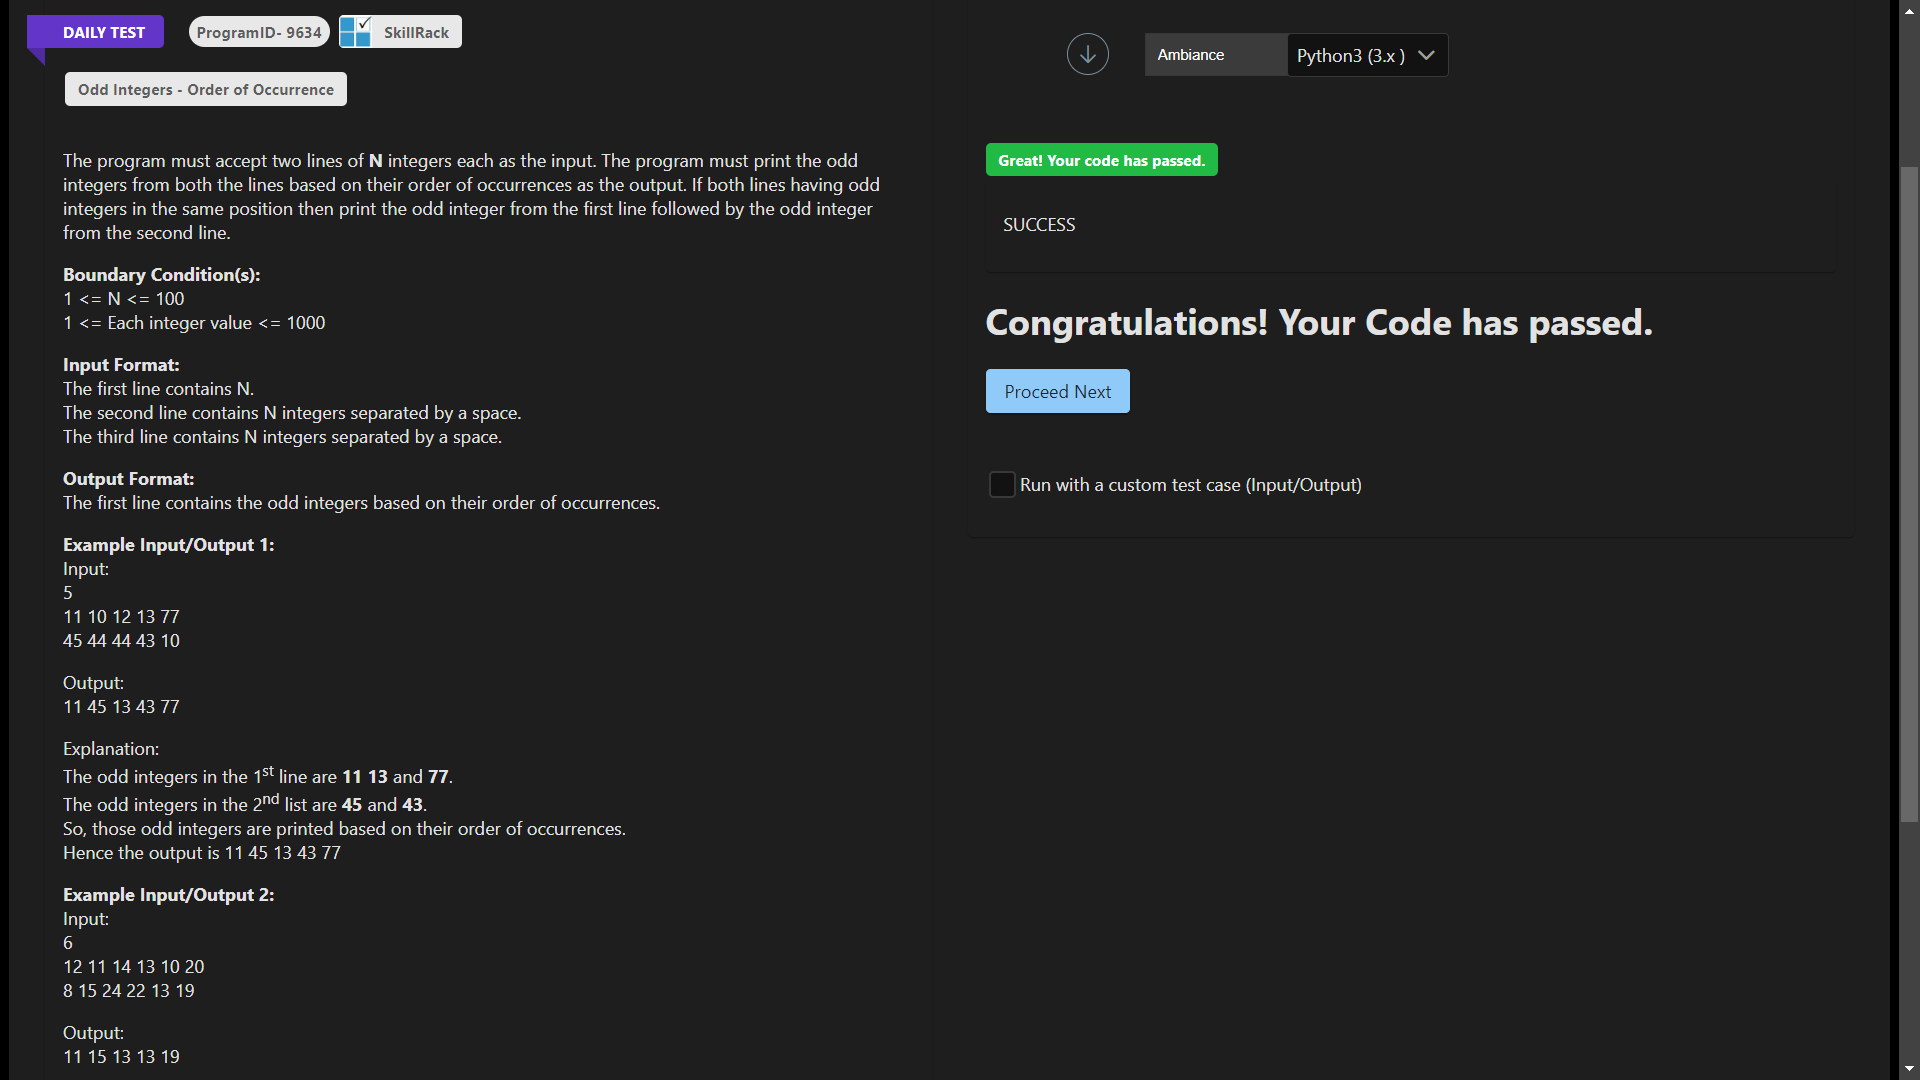 DAILY TEST
ProgramID- 9634
SkillRack
Odd Integers - Order of Occurrence
The program must accept two lines of N integers each as the input. The program must print the odd
integers from both the lines based on their order of occurrences as the output. If both lines having odd
integers in the same position then print the odd integer from the first line followed by the odd integer
from the second line.
Boundary Condition(s):
1 <= N <= 100
1 <= Each integer value <= 1000
Input Format:
The first line contains N.
The second line contains N integers separated by a space.
The third line contains N integers separated by a space.
Output Format:
The first line contains the odd integers based on their order of occurrences.
Example Input/Output 1:
Input:
5
11 10 12 13 77
45 44 44 43 10
Output:
11 45 13 43 77
Explanation:
The odd integers in the 1st line are 11 13 and 77.
The odd integers in the 2nd list are 45 and 43.
So, those odd integers are printed based on their order of occurrences.
Hence the output is 11 45 13 43 77
Example Input/Output 2:
Input:
6
12 11 14 13 10 20
8 15 24 22 13 19
Output:
11 15 13 13 19
Ambiance
Python3 (3.x )
Great! Your code has passed.
SUCCESS
Congratulations! Your Code has passed.
Proceed Next
Run with a custom test case (Input/Output)